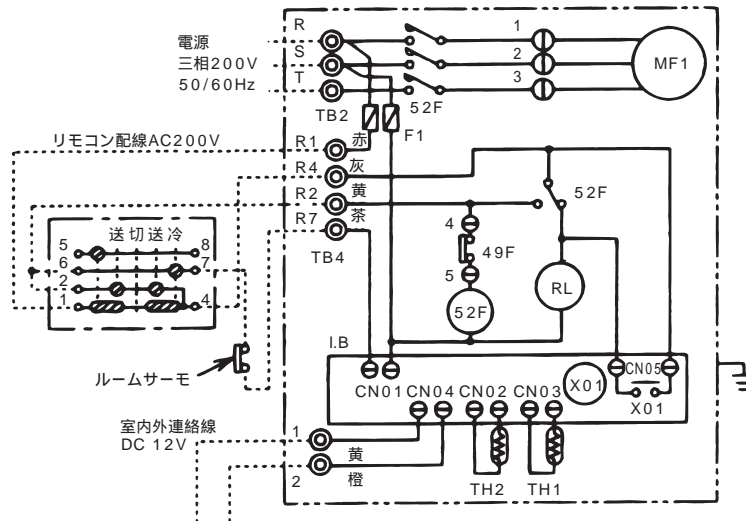 電源
三相200V
50/60Hz
R
S
T
TB2
52F
1
2
3
MF1
F1
リモコン配線AC200V
R1
赤
R4
灰
R2
黄
R7
茶
TB4
送切送冷
5
8
6
7
2
1
4
ルームサーモ
4
49F
5
52F
52F
RL
I.B
CN01
CN04
CN02
CN03
X01
CN05
X01
室内外連絡線
DC 12V
1
黄
2
橙
TH2
TH1